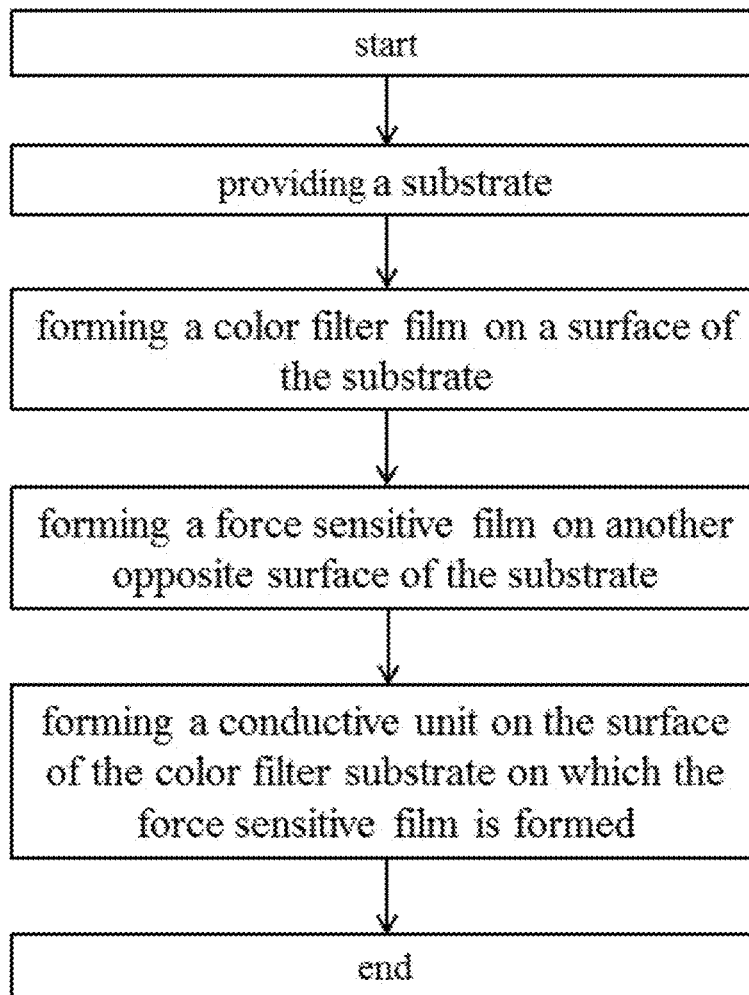 start
providing a substrate
forming a color filter film on a surface of
the substrate
forming a force sensitive film on another
opposite surface of the substrate
forming a conductive unit on the surface
of the color filter substrate on which the
force sensitive film is formed
end